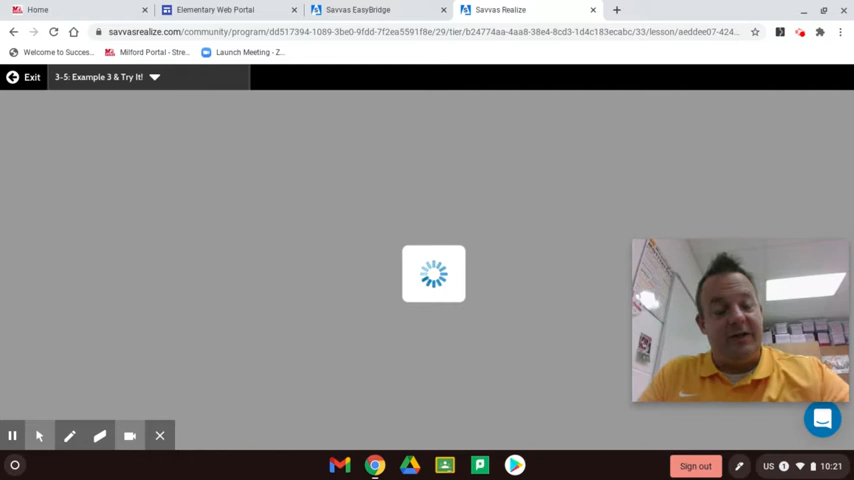 Home
Elementary Web Portal
Savvas EasyBridge
Savvas Realize
savvasrealize.com/community/program/dd517394-1089-3be0-9fdd-7f2ea5591f8e/29/tier/b24774aa-4aa8-38e4-8cd3-1d4c183ecabc/33/lesson/aeddee07-424...
Welcome to Succes...
Milford Portal - Stre...
Launch Meeting - Z...
Exit
3-5: Example 3 & Try It!
Sign out
US
1
10:21